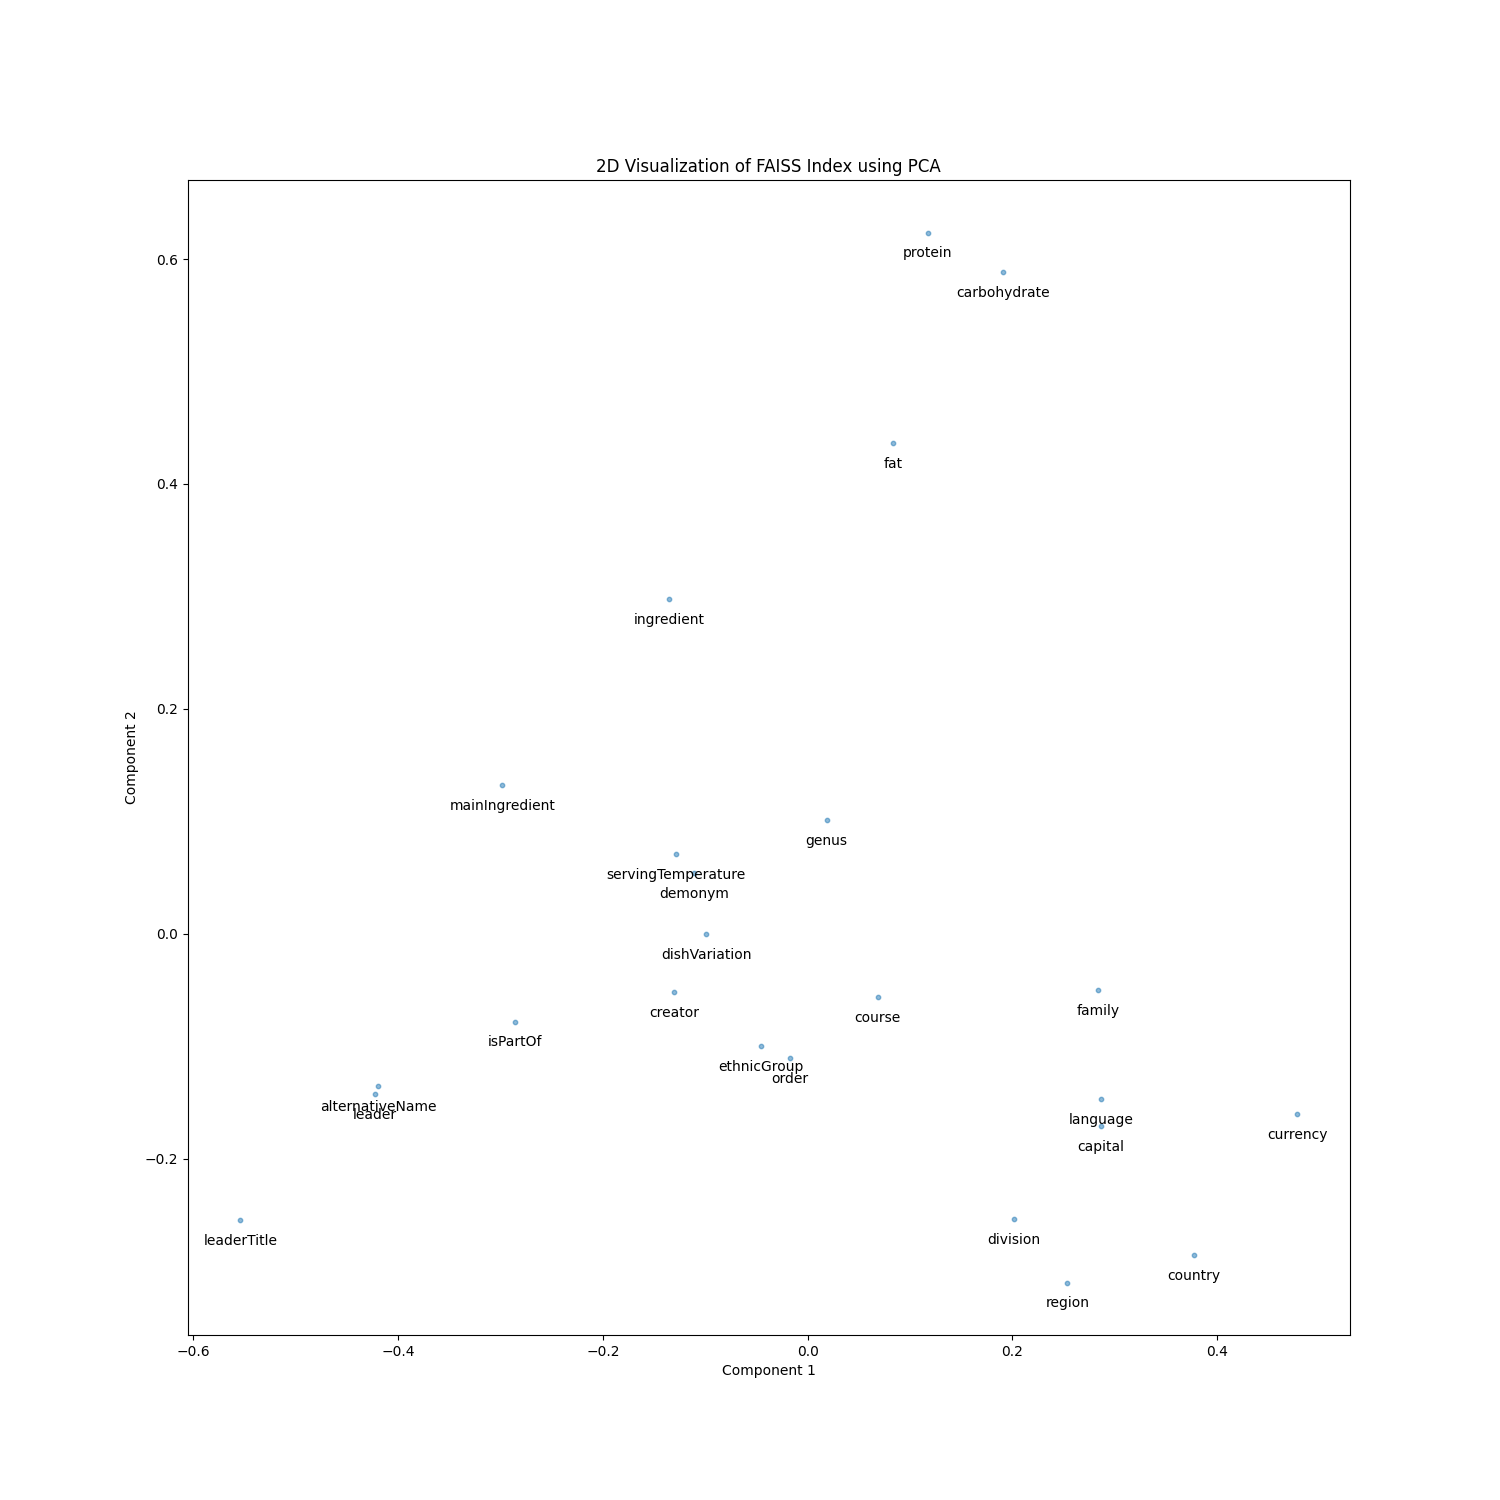 2D Visualization of FAISS Index using PCA
0.6
0.4
0.2
0.0
−0.2
Component 2
protein
carbohydrate
fat
ingredient
mainIngredient
genus
servingTemperature
demonym
dishVariation
creator
course
family
isPartOf
ethnicGroup
order
alternativeName
leader
language
capital
currency
leaderTitle
division
country
region
−0.6
−0.4
−0.2
0.0
0.2
0.4
Component 1